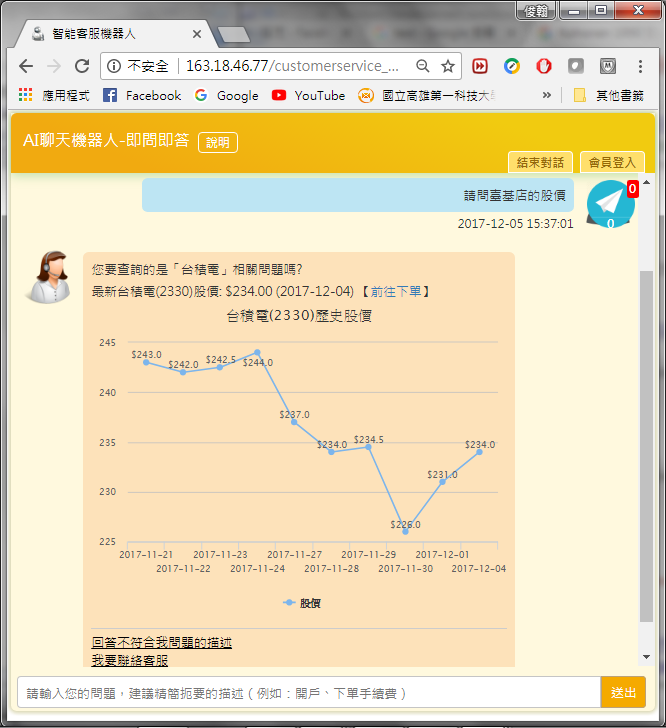 俊翰
智能客服機器人
不安全 163.18.46.77/customerservice_...
應用程式 Facebook Google YouTube 國立高雄第一科技大 » 其他書籤
AI聊天機器人-即問即答 說明
結束對話 會員登入
請問臺基店的股價
0
0
2017-12-05 15:37:01
您要查詢的是「台積電」相關問題嗎?
最新台積電(2330)股價: $234.00 (2017-12-04) 【前往下單】
台積電(2330)歷史股價
245
240
235
230
225
$243.0 $242.0 $242.5 $244.0 $237.0 $234.0 $234.5 $226.0 $231.0 $234.0
2017-11-21 2017-11-23 2017-11-27 2017-11-29 2017-12-01
2017-11-22 2017-11-24 2017-11-28 2017-11-30 2017-12-04
股價
回答不符合我問題的描述
我要聯絡客服
請輸入您的問題，建議精簡扼要的描述（例如：開戶、下單手續費） 送出